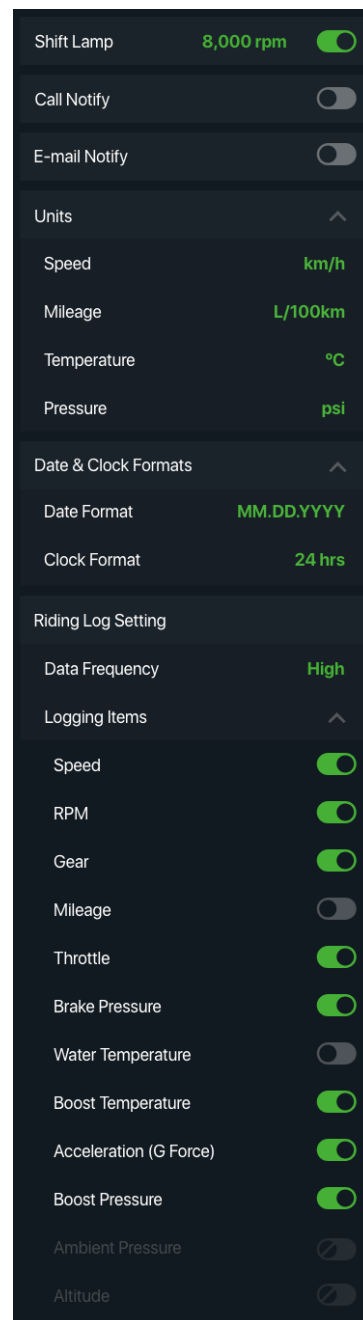 Shift Lamp 8,000 rpm
Call Notify
E-mail Notify
Units
Speed km/h
Mileage L/100km
Temperature ºC
Pressure psi
Date & Clock Formats
Date Format MM.DD.YYYY
Clock Format 24 hrs
Riding Log Setting
Data Frequency High
Logging Items
Speed
RPM
Gear
Mileage
Throttle
Brake Pressure
Water Temperature
Boost Temperature
Acceleration (G Force)
Boost Pressure
Ambient Pressure
Altitude